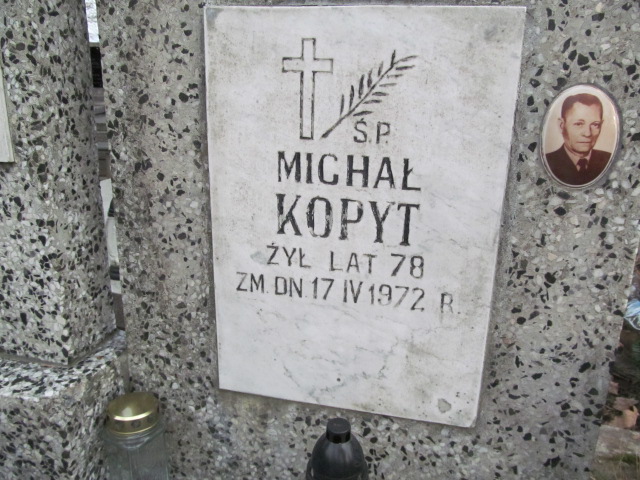 Ś.P.
MICHAŁ
KOPYT
ŻYŁ LAT 78
ZM. DN. 17 IV 1972 R.